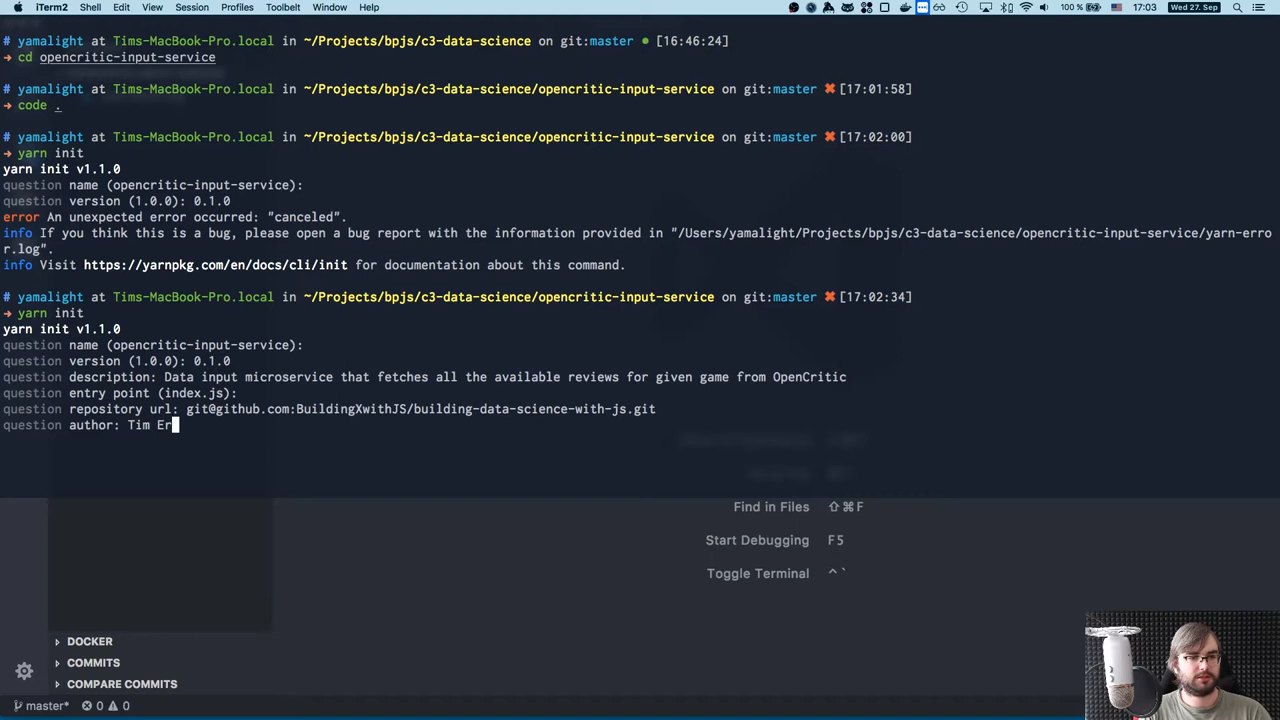 iTerm2 Shell Edit View Session Profiles Toolbelt Window Help 100 % 17:03 Wed 27. Sep
# yamalight at Tims-MacBook-Pro.local in ~/Projects/bpjs/c3-data-science on git:master ● [16:46:24]
→ cd opencritic-input-service
# yamalight at Tims-MacBook-Pro.local in ~/Projects/bpjs/c3-data-science/opencritic-input-service on git:master ✖ [17:01:58]
→ code .
# yamalight at Tims-MacBook-Pro.local in ~/Projects/bpjs/c3-data-science/opencritic-input-service on git:master ✖ [17:02:00]
→ yarn init
yarn init v1.1.0
question name (opencritic-input-service):
question version (1.0.0): 0.1.0
error An unexpected error occurred: "canceled".
info If you think this is a bug, please open a bug report with the information provided in "/Users/yamalight/Projects/bpjs/c3-data-science/opencritic-input-service/yarn-erro
r.log".
info Visit https://yarnpkg.com/en/docs/cli/init for documentation about this command.
# yamalight at Tims-MacBook-Pro.local in ~/Projects/bpjs/c3-data-science/opencritic-input-service on git:master ✖ [17:02:34]
→ yarn init
yarn init v1.1.0
question name (opencritic-input-service):
question version (1.0.0): 0.1.0
question description: Data input microservice that fetches all the available reviews for given game from OpenCritic
question entry point (index.js):
question repository url: git@github.com:BuildingXwithJS/building-data-science-with-js.git
question author: Tim Er
Find in Files ⇧⌘F
Start Debugging F5
Toggle Terminal ^`
DOCKER
COMMITS
COMPARE COMMITS
master* 0 0